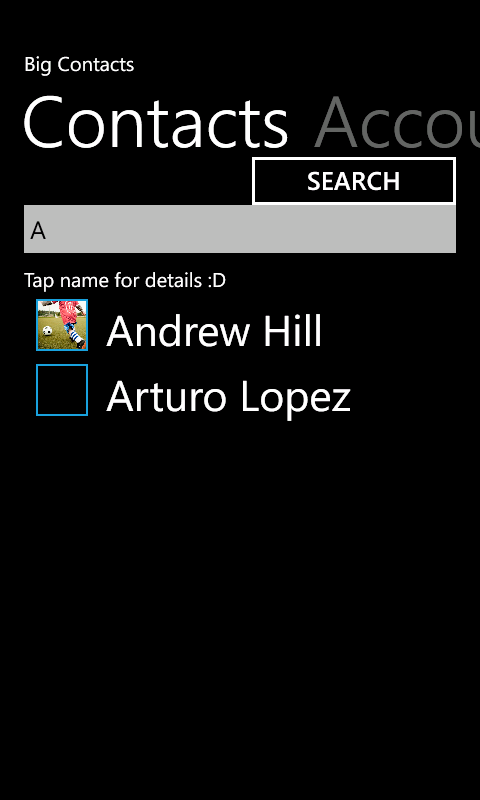 Big Contacts
Contacts Accou
SEARCH
A
Tap name for details :D
Andrew Hill
Arturo Lopez